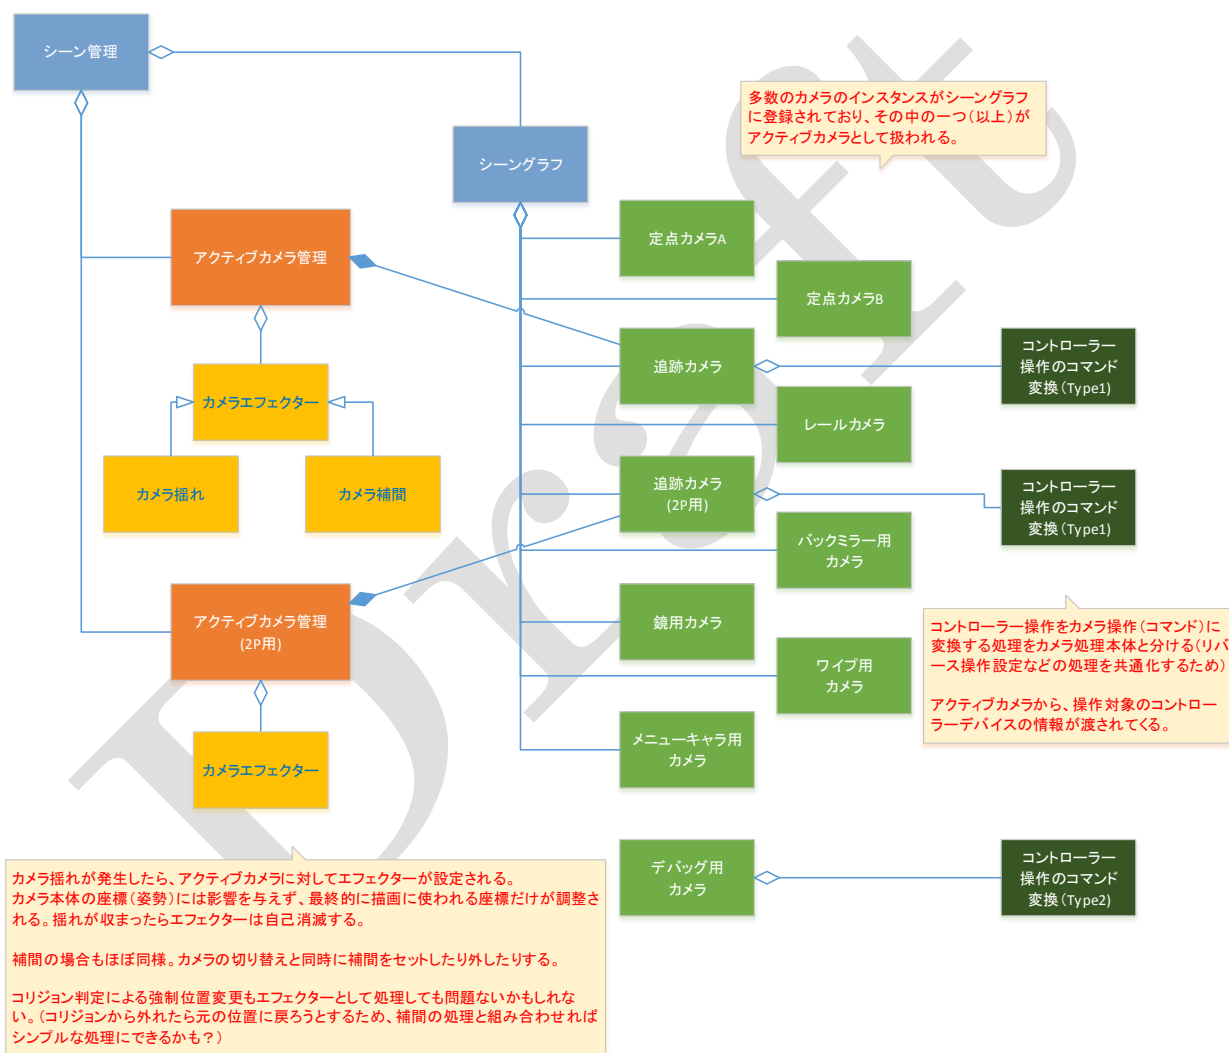 シーン管理
多数のカメラのインスタンスがシーングラフ
に登録されており、その中の一つ（以上）が
アクティブカメラとして扱われる。
シーングラフ
定点カメラA
アクティブカメラ管理
定点カメラB
追跡カメラ
コントローラー
操作のコマンド
変換（Type1）
カメラエフェクター
レールカメラ
カメラ揺れ
カメラ補間
追跡カメラ
（2P用）
コントローラー
操作のコマンド
変換（Type1）
バックミラー用
カメラ
アクティブカメラ管理
（2P用）
鏡用カメラ
コントローラー操作をカメラ操作（コマンド）に
変換する処理をカメラ処理本体と分ける（リバ
ース操作設定などの処理を共通化するため）
アクティブカメラから、操作対象のコントロー
ラーデバイスの情報が渡されてくる。
ワイプ用
カメラ
カメラエフェクター
メニューキャラ用
カメラ
デバッグ用
カメラ
コントローラー
操作のコマンド
変換（Type2）
カメラ揺れが発生したら、アクティブカメラに対してエフェクターが設定される。
カメラ本体の座標（姿勢）には影響を与えず、最終的に描画に使われる座標だけが調整さ
れる。揺れが収まったらエフェクターは自己消滅する。
補間の場合もほぼ同様。カメラの切り替えと同時に補間をセットしたり外したりする。
コリジョン判定による強制位置変更もエフェクターとして処理しても問題ないかもしれな
い。（コリジョンから外れたら元の位置に戻ろうとするため、補間の処理と組み合わせれば
シンプルな処理にできるかも？）
Draft